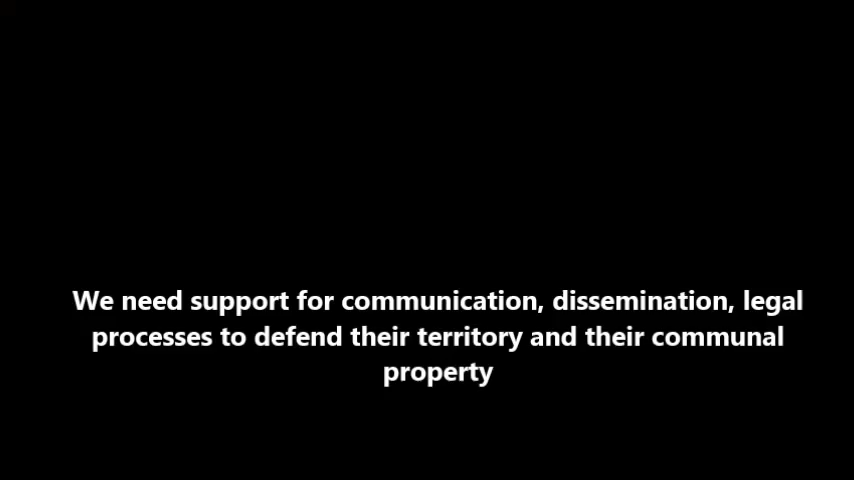 We need support for communication, dissemination, legal
processes to defend their territory and their communal
property